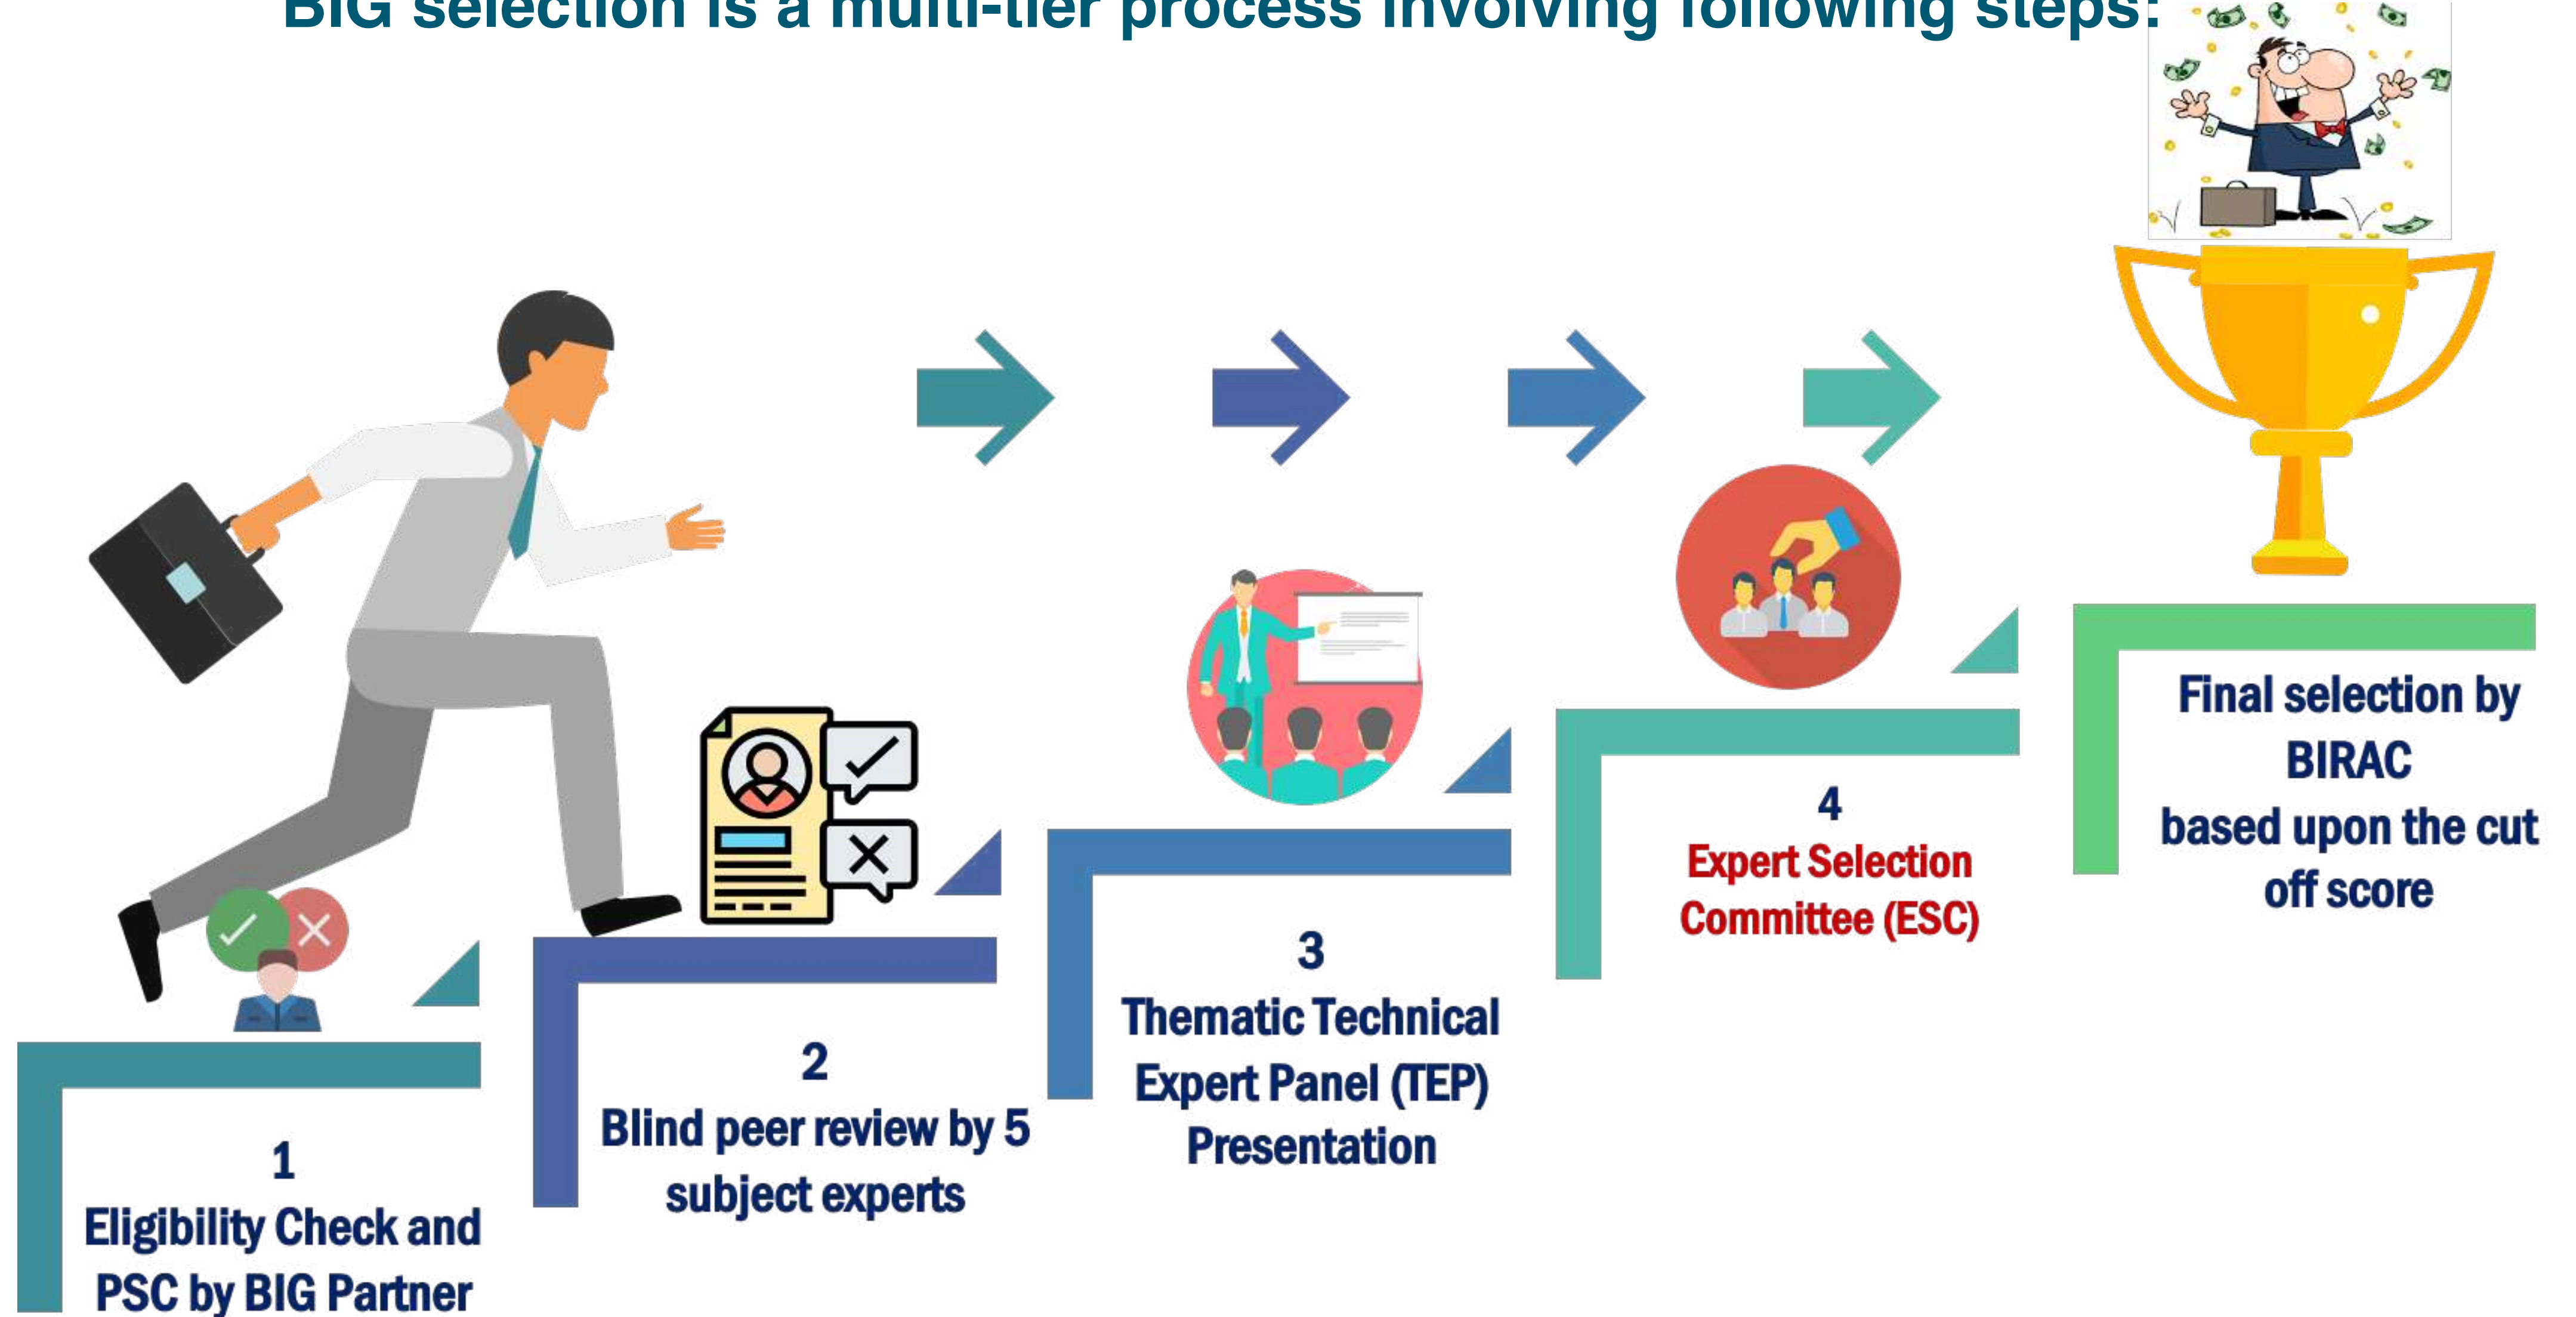 BIG selection is a multi-tier process involving following steps:
1
Eligibility Check and
PSC by BIG Partner
2
Blind peer review by 5
subject experts
3
Thematic Technical
Expert Panel (TEP)
Presentation
4
Expert Selection
Committee (ESC)
Final selection by
BIRAC
based upon the cut
off score